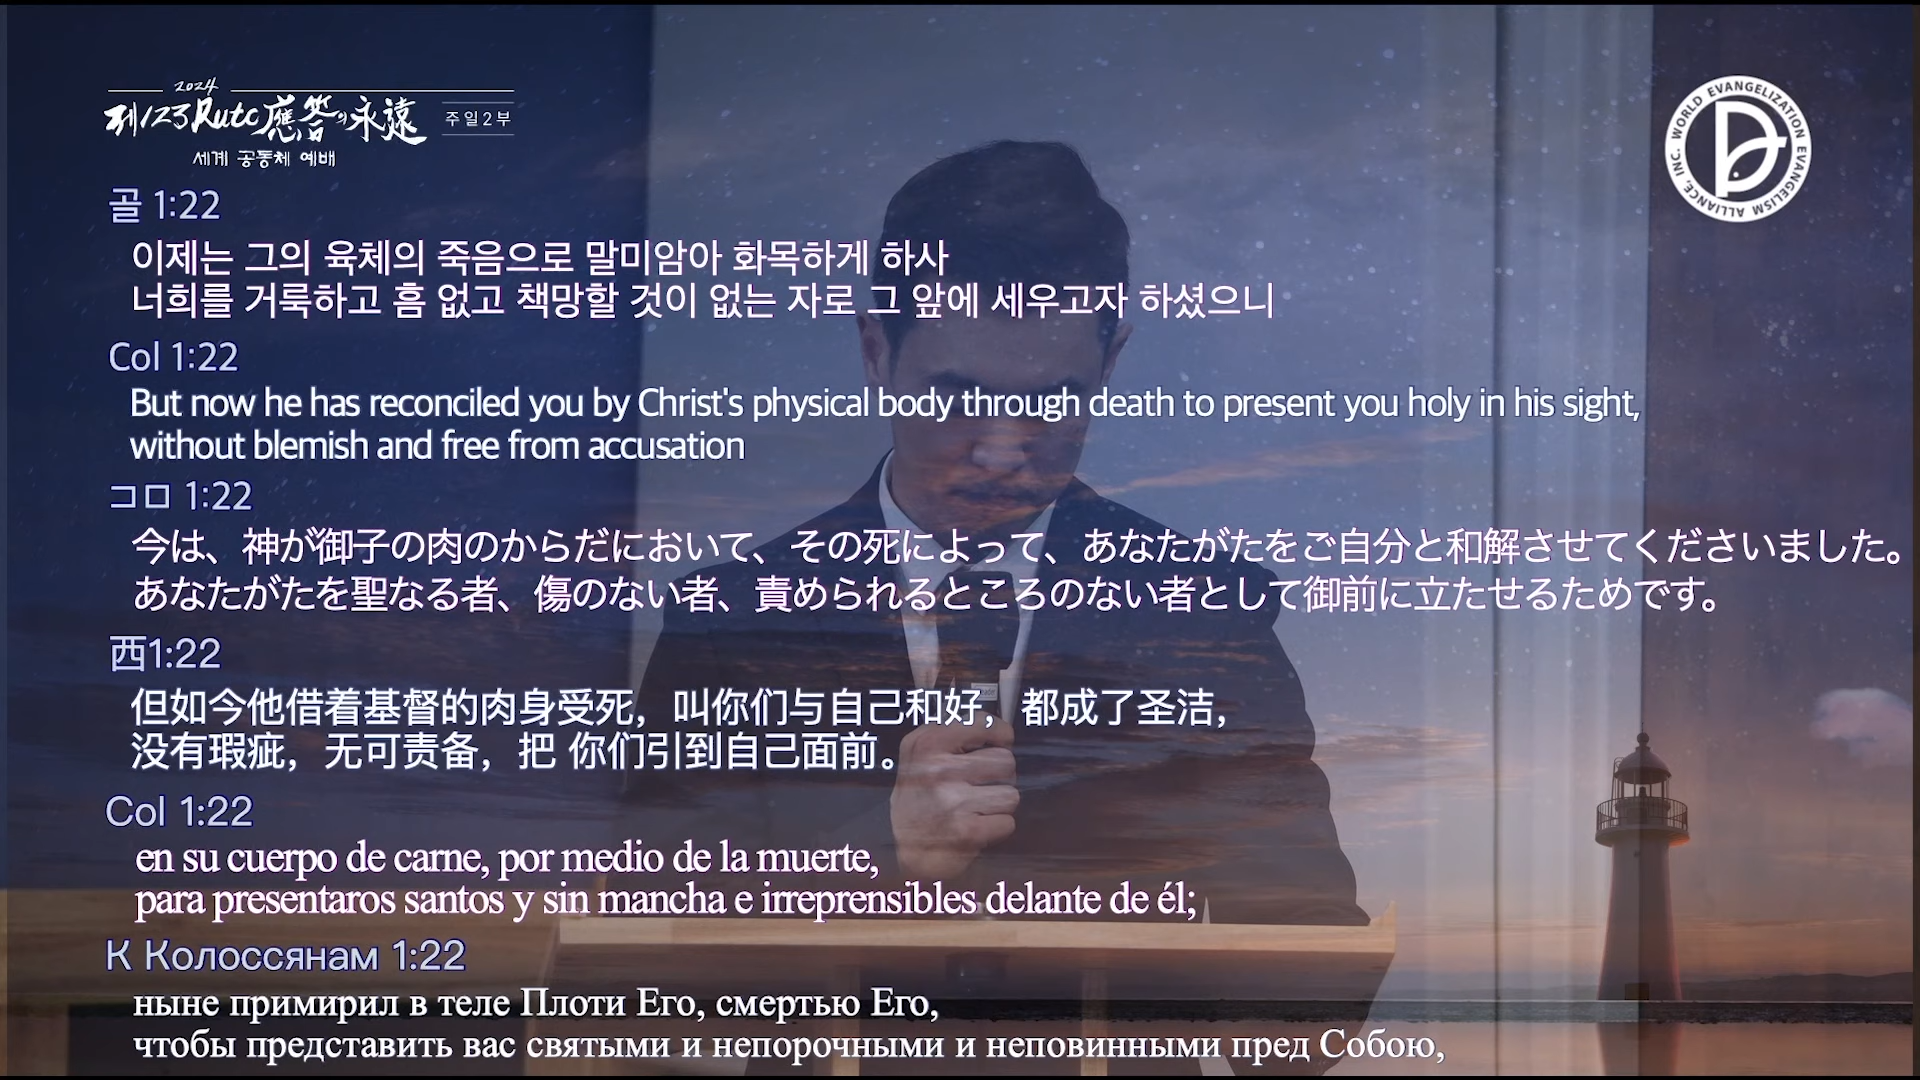 2024
제123 Rutc 應答의 永遠
주일2부
세계 공동체 예배
WORLD EVANGELIZATION EVANGELISM ALLIANCE, INC.
골 1:22
이제는 그의 육체의 죽음으로 말미암아 화목하게 하사
너희를 거룩하고 흠 없고 책망할 것이 없는 자로 그 앞에 세우고자 하셨으니
Col 1:22
But now he has reconciled you by Christ's physical body through death to present you holy in his sight,
without blemish and free from accusation
コロ 1:22
今は、神が御子の肉のからだにおいて、その死によって、あなたがたをご自分と和解させてくださいました。
あなたがたを聖なる者、傷のない者、責められるところのない者として御前に立たせるためです。
西1:22
但如今他借着基督的肉身受死，叫你们与自己和好，都成了圣洁，
没有瑕疵，无可责备，把 你们引到自己面前。
Col 1:22
en su cuerpo de carne, por medio de la muerte,
para presentaros santos y sin mancha e irreprensibles delante de él;
К Колоссянам 1:22
ныне примирил в теле Плоти Его, смертью Его,
чтобы представить вас святыми и непорочными и неповинными пред Собою,